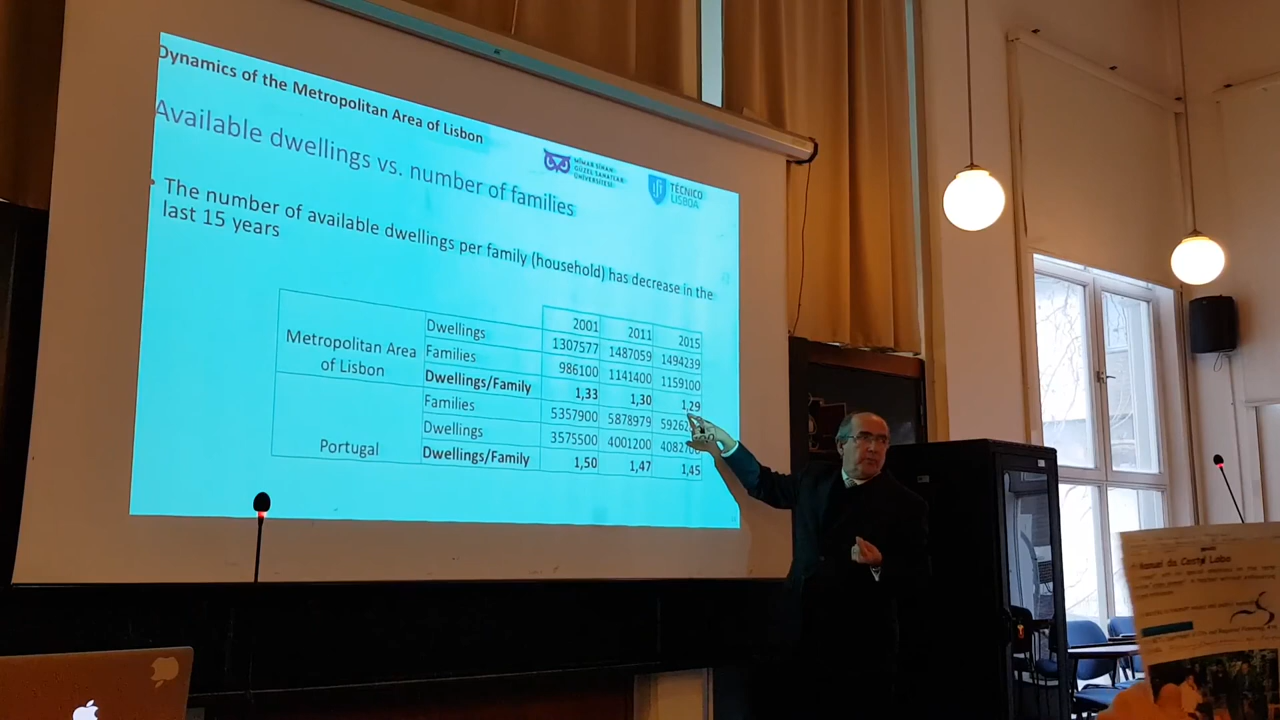 Dynamics of the Metropolitan Area of Lisbon
Available dwellings vs. number of families
MİMAR SİNAN
GÜZEL SANATLAR
ÜNİVERSİTESİ
TÉCNICO
LISBOA
• The number of available dwellings per family (household) has decrease in the
last 15 years
2001 2011 2015
Metropolitan Area
of Lisbon
Dwellings 1307577 1487059 1494239
Families 986100 1141400 1159100
Dwellings/Family 1,33 1,30 1,29
Portugal
Families 5357900 5878979
Dwellings 3575500 4001200
Dwellings/Family 1,50 1,47 1,45
da Costa Lobo